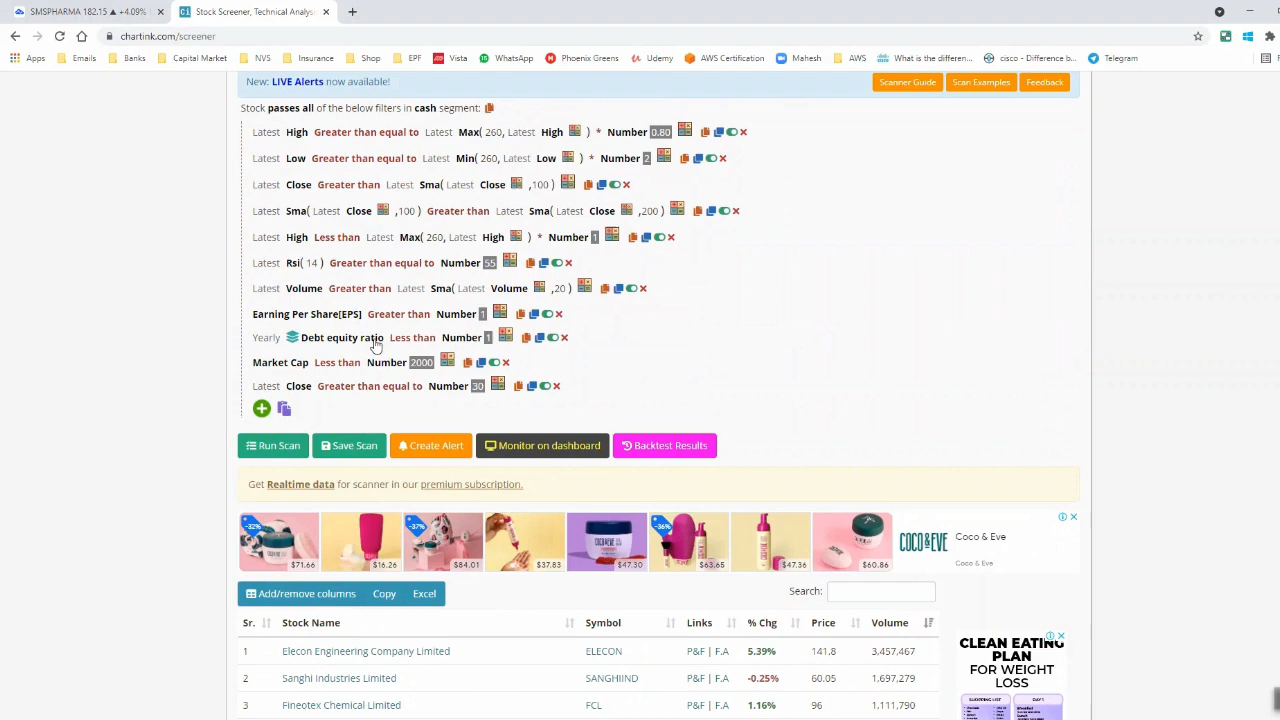 SMSPHARMA 182.15 ▲ +4.09%
Stock Screener, Technical Analys
chartink.com/screener
Apps Emails Banks Capital Market NVS Insurance Shop EPF Vista WhatsApp Phoenix Greens Udemy AWS Certification Mahesh AWS What is the differen... cisco - Difference b... Telegram
New: LIVE Alerts now available!
Scanner Guide Scan Examples Feedback
Stock passes all of the below filters in cash segment:
Latest High Greater than equal to Latest Max( 260, Latest High ) * Number 0.80
Latest Low Greater than equal to Latest Min( 260, Latest Low ) * Number 2
Latest Close Greater than Latest Sma( Latest Close ,100 )
Latest Sma( Latest Close ,100 ) Greater than Latest Sma( Latest Close ,200 )
Latest High Less than Latest Max( 260, Latest High ) * Number 1
Latest Rsi( 14 ) Greater than equal to Number 55
Latest Volume Greater than Latest Sma( Latest Volume ,20 )
Earning Per Share[EPS] Greater than Number 1
Yearly Debt equity ratio Less than Number 1
Market Cap Less than Number 2000
Latest Close Greater than equal to Number 30
Run Scan Save Scan Create Alert Monitor on dashboard Backtest Results
Get Realtime data for scanner in our premium subscription.
-32% -37% -36%
$71.66 $16.26 $84.01 $37.83 $47.30 $63.65 $47.36 $60.86
COCO&EVE
Coco & Eve
Coco & Eve
Add/remove columns Copy Excel
Search:
Sr. Stock Name Symbol Links % Chg Price Volume
1 Elecon Engineering Company Limited ELECON P&F | F.A 5.39% 141.8 3,457,467
2 Sanghi Industries Limited SANGHIIND P&F | F.A -0.25% 60.05 1,697,279
3 Fineotex Chemical Limited FCL P&F | F.A 1.16% 96 1,111,790
CLEAN EATING
PLAN
FOR WEIGHT
LOSS
SHOPPING LIST DAY 1